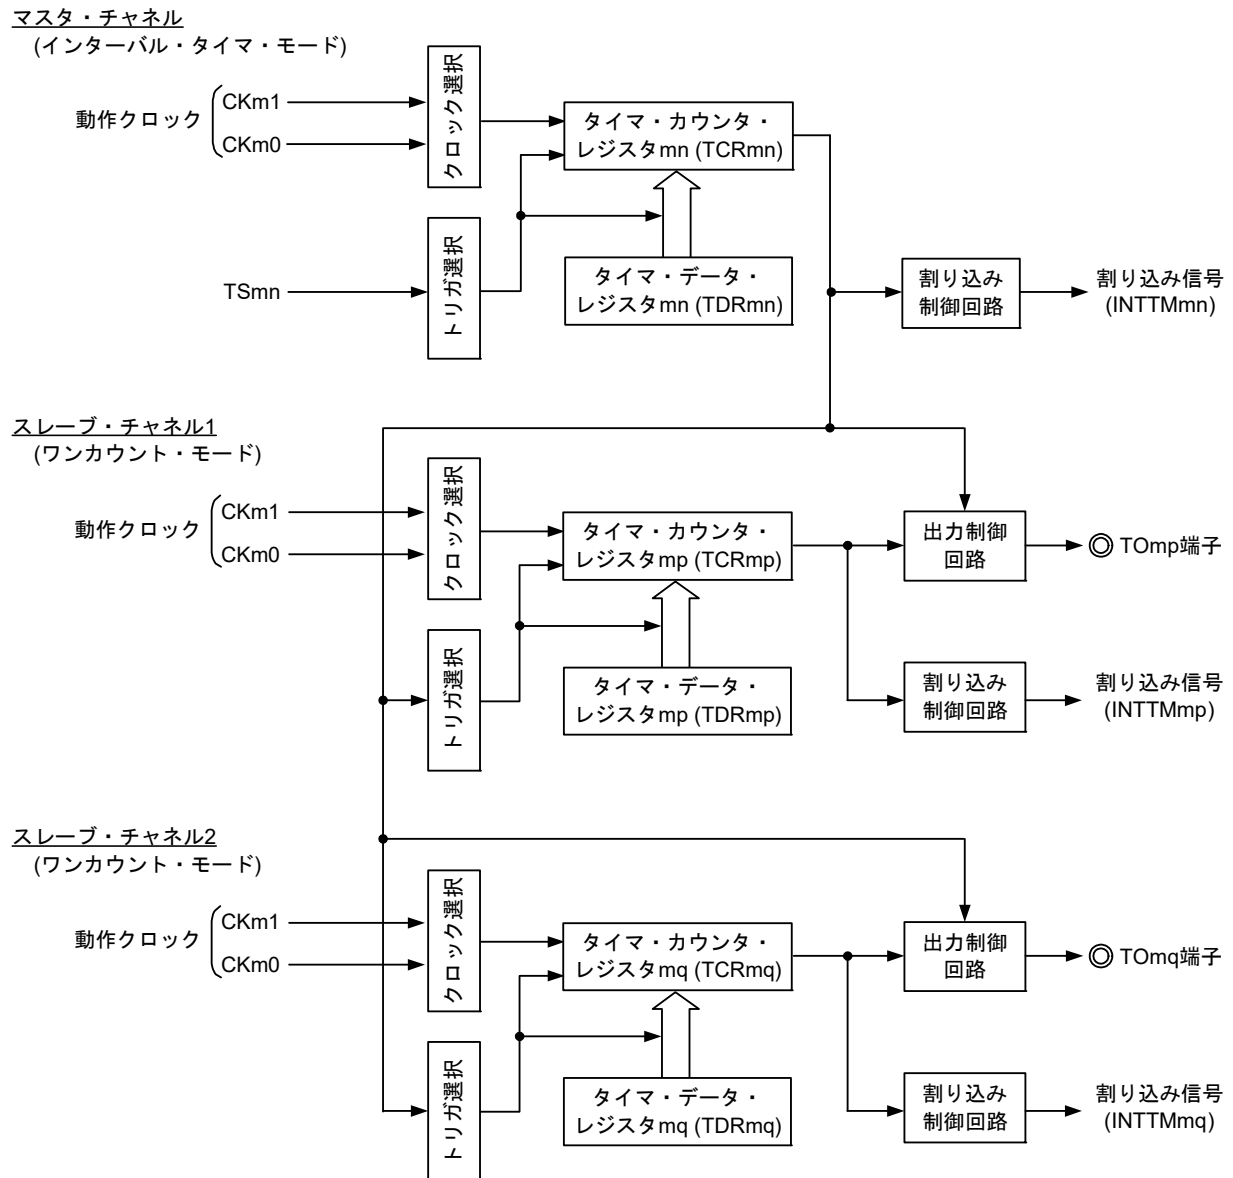 マスタ・チャネル
(インターバル・タイマ・モード)
動作クロック
CKm1
CKm0
クロック選択
タイマ・カウンタ・
レジスタmn (TCRmn)
TSmn
トリガ選択
タイマ・データ・
レジスタmn (TDRmn)
割り込み
制御回路
割り込み信号
(INTTMmn)
スレーブ・チャネル1
(ワンカウント・モード)
動作クロック
CKm1
CKm0
クロック選択
タイマ・カウンタ・
レジスタmp (TCRmp)
出力制御
回路
TOmp端子
トリガ選択
タイマ・データ・
レジスタmp (TDRmp)
割り込み
制御回路
割り込み信号
(INTTMmp)
スレーブ・チャネル2
(ワンカウント・モード)
動作クロック
CKm1
CKm0
クロック選択
タイマ・カウンタ・
レジスタmq (TCRmq)
出力制御
回路
TOmq端子
トリガ選択
タイマ・データ・
レジスタmq (TDRmq)
割り込み
制御回路
割り込み信号
(INTTMmq)